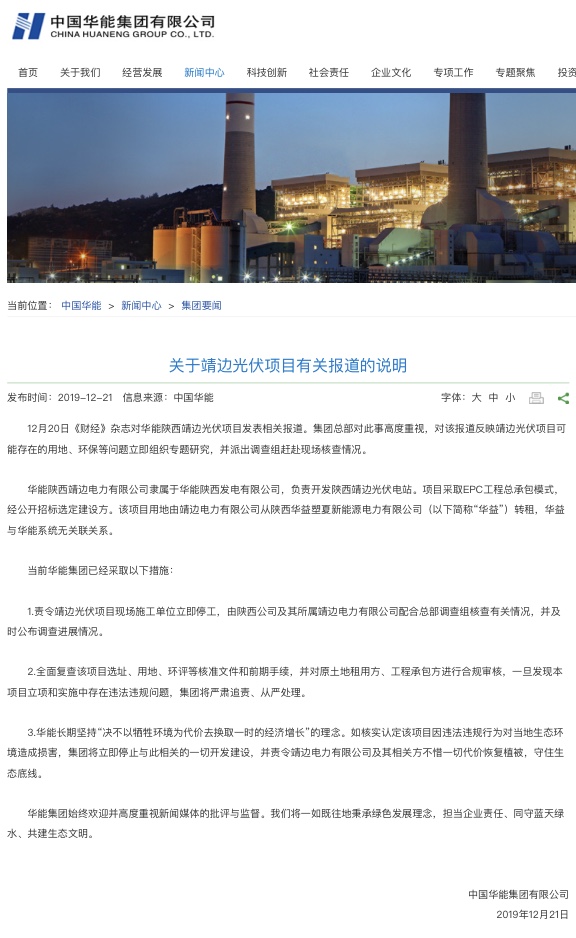 中国华能集团有限公司
CHINA HUANENG GROUP CO., LTD.
首页 关于我们 经营发展 新闻中心 科技创新 社会责任 企业文化 专项工作 专题聚焦 投资
当前位置： 中国华能 > 新闻中心 > 集团要闻
关于靖边光伏项目有关报道的说明
发布时间：2019-12-21 信息来源：中国华能 字体：大 中 小
12月20日《财经》杂志对华能陕西靖边光伏项目发表相关报道。集团总部对此事高度重视，对该报道反映靖边光伏项目可
能存在的用地、环保等问题立即组织专题研究，并派出调查组赶赴现场核查情况。
华能陕西靖边电力有限公司隶属于华能陕西发电有限公司，负责开发陕西靖边光伏电站。项目采取EPC工程总承包模式，
经公开招标选定建设方。该项目用地由靖边电力有限公司从陕西华益塑夏新能源电力有限公司（以下简称“华益”）转租，华益
与华能系统无关联关系。
当前华能集团已经采取以下措施：
1.责令靖边光伏项目现场施工单位立即停工，由陕西公司及其所属靖边电力有限公司配合总部调查组核查有关情况，并及
时公布调查进展情况。
2.全面复查该项目选址、用地、环评等核准文件和前期手续，并对原土地租用方、工程承包方进行合规审核，一旦发现本
项目立项和实施中存在违法违规问题，集团将严肃追责、从严处理。
3.华能长期坚持“决不以牺牲环境为代价去换取一时的经济增长”的理念。如核实认定该项目因违法违规行为对当地生态环
境造成损害，集团将立即停止与此相关的一切开发建设，并责令靖边电力有限公司及其相关方不惜一切代价恢复植被，守住生
态底线。
华能集团始终欢迎并高度重视新闻媒体的批评与监督。我们将一如既往地秉承绿色发展理念，担当企业责任、同守蓝天绿
水、共建生态文明。
中国华能集团有限公司
2019年12月21日